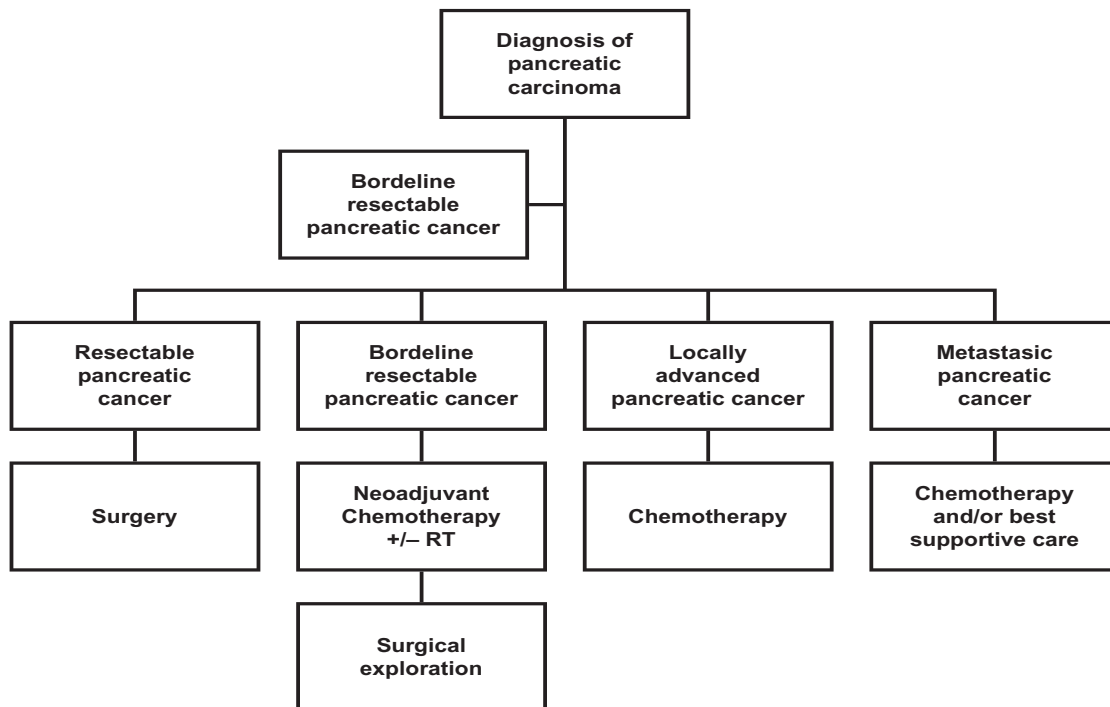 Diagnosis of
pancreatic
carcinoma
Bordeline
resectable
pancreatic cancer
Resectable
pancreatic
cancer
Bordeline
resectable
pancreatic cancer
Locally
advanced
pancreatic cancer
Metastasic
pancreatic
cancer
Surgery
Neoadjuvant
Chemotherapy
+/– RT
Chemotherapy
Chemotherapy
and/or best
supportive care
Surgical
exploration